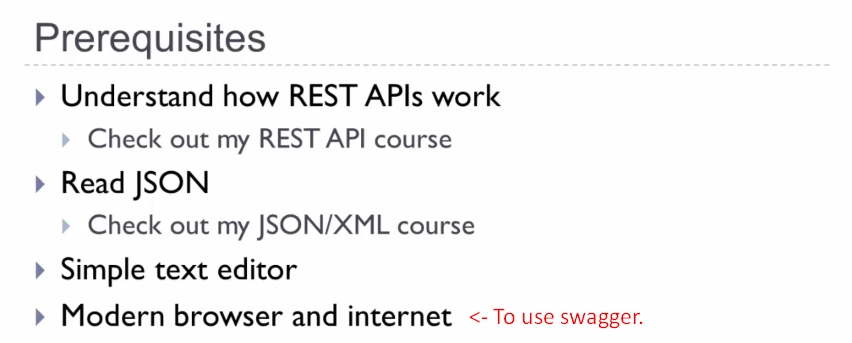 Prerequisites
Understand how REST APIs work
Check out my REST API course
Read JSON
Check out my JSON/XML course
Simple text editor
Modern browser and internet <- To use swagger.